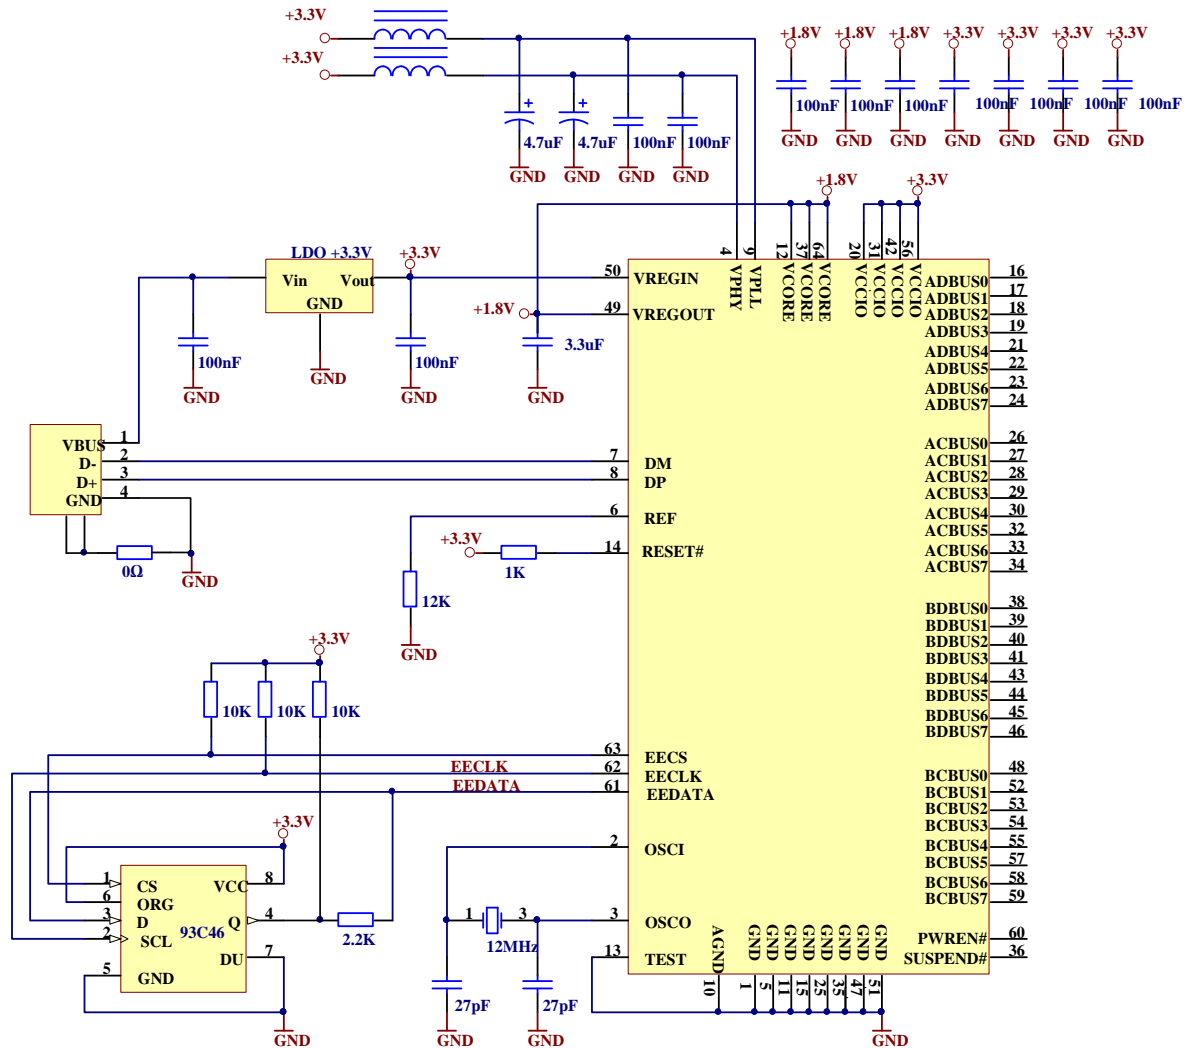 +3.3V
+3.3V
+
+
4.7uF
4.7uF
100nF
100nF
GND
GND
GND
GND
+1.8V
+1.8V
+1.8V
+3.3V
+3.3V
+3.3V
+3.3V
100nF
100nF
100nF
100nF
100nF
100nF
100nF
GND
GND
GND
GND
GND
GND
GND
+1.8V
+3.3V
4
9
12
37
64
20
31
42
56
VPHY
VPLL
VCORE
VCORE
VCORE
VCCIO
VCCIO
VCCIO
VCCIO
LDO +3.3V
Vin
Vout
GND
+3.3V
100nF
GND
GND
100nF
GND
50
VREGIN
+1.8V
49
VREGOUT
3.3uF
GND
VBUS
1
D-
2
D+
3
GND
4
0Ω
GND
7
DM
8
DP
6
REF
+3.3V
1K
14
RESET#
12K
GND
+3.3V
10K
10K
10K
63
EECS
EECLK
62
EECLK
EEDATA
61
EEDATA
+3.3V
1
CS
VCC
8
6
ORG
3
D
93C46
Q
4
2
SCL
2.2K
DU
7
5
GND
GND
2
OSCI
1
3
12MHz
3
OSCO
13
TEST
27pF
27pF
GND
GND
AGND
GND
GND
GND
GND
GND
GND
GND
GND
10
1
5
11
15
25
35
47
51
GND
ADBUS0
16
ADBUS1
17
ADBUS2
18
ADBUS3
19
ADBUS4
21
ADBUS5
22
ADBUS6
23
ADBUS7
24
ACBUS0
26
ACBUS1
27
ACBUS2
28
ACBUS3
29
ACBUS4
30
ACBUS5
32
ACBUS6
33
ACBUS7
34
BDBUS0
38
BDBUS1
39
BDBUS2
40
BDBUS3
41
BDBUS4
43
BDBUS5
44
BDBUS6
45
BDBUS7
46
BCBUS0
48
BCBUS1
52
BCBUS2
53
BCBUS3
54
BCBUS4
55
BCBUS5
57
BCBUS6
58
BCBUS7
59
PWREN#
60
SUSPEND#
36